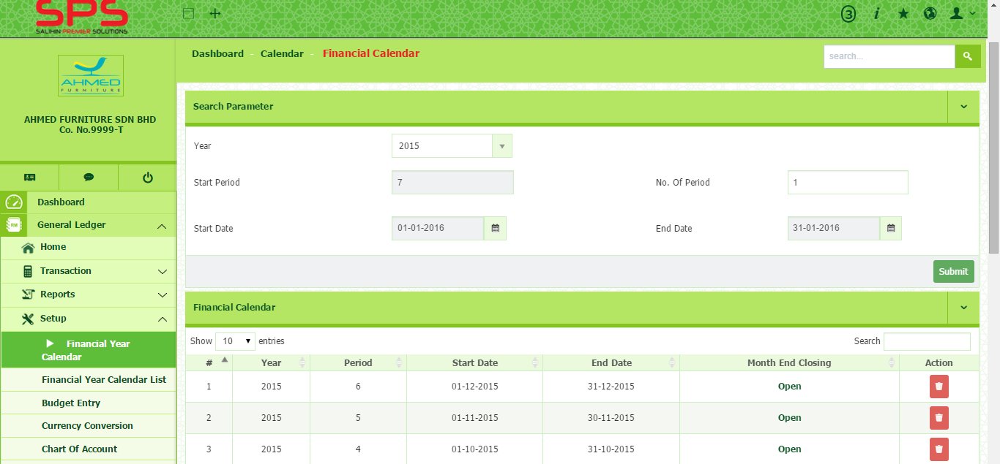 SPS
SALIHIN PREMIER SOLUTIONS
3 i
Dashboard - Calendar - Financial Calendar
search...
AHMED
FURNITURE
AHMED FURNITURE SDN BHD
Co. No.9999-T
Dashboard
RM General Ledger
Home
Transaction
Reports
Setup
Financial Year
Calendar
Financial Year Calendar List
Budget Entry
Currency Conversion
Chart Of Account
Search Parameter
Year 2015
Start Period 7 No. Of Period 1
Start Date 01-01-2016 End Date 31-01-2016
Submit
Financial Calendar
Show 10 entries Search
# Year Period Start Date End Date Month End Closing Action
1 2015 6 01-12-2015 31-12-2015 Open
2 2015 5 01-11-2015 30-11-2015 Open
3 2015 4 01-10-2015 31-10-2015 Open